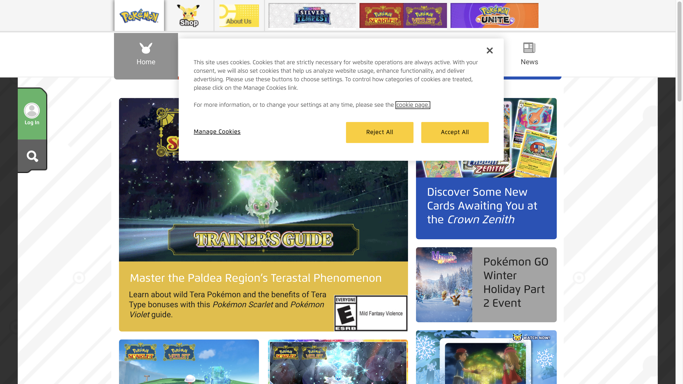 Pokémon
Shop
About Us
SILVER
TEMPEST
Pokémon
Pokémon
Pokémon
UNITE
Home
News
This site uses cookies. Cookies that are strictly necessary for website operations are always active. With your
consent, we will also set cookies that help us analyze website usage, enhance functionality, and deliver
advertising. Please use these buttons to choose settings. To control how categories of cookies are treated,
please click on the Manage Cookies link.
For more information, or to change your settings at any time, please see the cookie page.
Manage Cookies
Reject All
Accept All
Log In
CROWN ZENITH
TRAINER'S GUIDE
Discover Some New
Cards Awaiting You at
the Crown Zenith
Master the Paldea Region's Terastal Phenomenon
Learn about wild Tera Pokémon and the benefits of Tera
Type bonuses with this Pokémon Scarlet and Pokémon
Violet guide.
EVERYONE
E
ESRB
Mild Fantasy Violence
Pokémon GO
Winter
Holiday Part
2 Event
WATCH NOW!
Pokémon
Pokémon
Pokémon
Pokémon